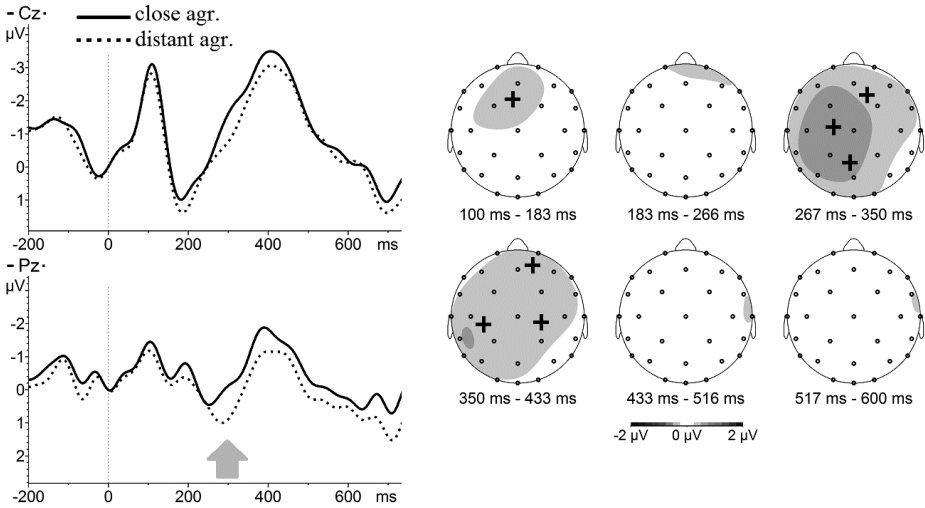 - Cz -
close agr.
distant agr.
µV
-3
-2
-1
0
1
-200 0 200 400 600 ms
- Pz -
µV
-2
-1
0
1
2
-200 0 200 400 600 ms
100 ms - 183 ms
183 ms - 266 ms
267 ms - 350 ms
350 ms - 433 ms
433 ms - 516 ms
517 ms - 600 ms
-2 µV 0 µV 2 µV